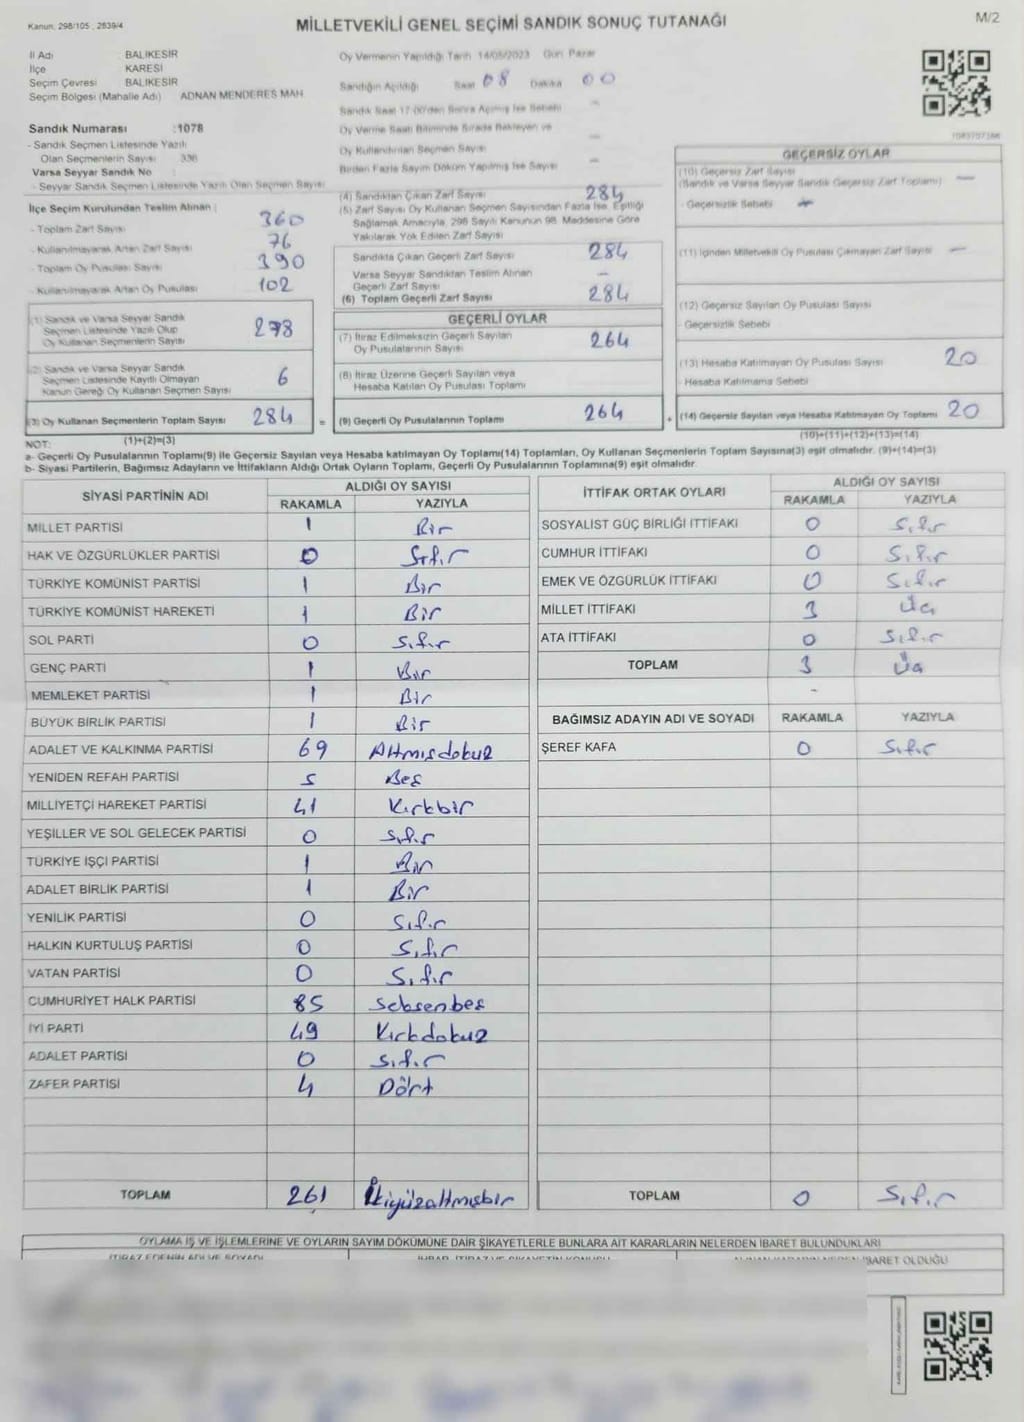 Kanun: 298/105 , 2839/4
MİLLETVEKİLİ GENEL SEÇİMİ SANDIK SONUÇ TUTANAĞI
M/2
İl Adı : BALIKESİR
İlçe : KARESİ
Seçim Çevresi : BALIKESİR
Seçim Bölgesi (Mahalle Adı) : ADNAN MENDERES MAH.
Sandık Numarası :1078
- Sandık Seçmen Listesinde Yazılı
Olan Seçmenlerin Sayısı : 336
Varsa Seyyar Sandık No :
- Seyyar Sandık Seçmen Listesinde Yazılı Olan Seçmen Sayısı
Oy Vermenin Yapıldığı Tarih 14/05/2023 Gün: Pazar
Sandığın Açıldığı Saat 08 Dakika 00
Sandık Saat 17:00'den Sonra Açılmış İse Sebebi –
Oy Verme Saati Bitiminde Sırada Bekleyen ve
Oy Kullandırılan Seçmen Sayısı –
Birden Fazla Sayım Döküm Yapılmış İse Sayısı –
İlçe Seçim Kurulundan Teslim Alınan :
- Toplam Zarf Sayısı 360
- Kullanılmayarak Artan Zarf Sayısı 76
- Toplam Oy Pusulası Sayısı 390
- Kullanılmayarak Artan Oy Pusulası 102
(4) Sandıktan Çıkan Zarf Sayısı 284
(5) Zarf Sayısı Oy Kullanan Seçmen Sayısından Fazla İse, Eşitliği
Sağlamak Amacıyla, 298 Sayılı Kanunun 98. Maddesine Göre
Yakılarak Yok Edilen Zarf Sayısı
Sandıkta Çıkan Geçerli Zarf Sayısı 284
Varsa Seyyar Sandıktan Teslim Alınan
Geçerli Zarf Sayısı –
(6) Toplam Geçerli Zarf Sayısı 284
GEÇERSİZ OYLAR
(10) Geçersiz Zarf Sayısı
(Sandık ve Varsa Seyyar Sandık Geçersiz Zarf Toplamı) –
- Geçersizlik Sebebi –
(11) İçinden Milletvekili Oy Pusulası Çıkmayan Zarf Sayısı –
(12) Geçersiz Sayılan Oy Pusulası Sayısı
- Geçersizlik Sebebi
(13) Hesaba Katılmayan Oy Pusulası Sayısı 20
- Hesaba Katılmama Sebebi
(1) Sandık ve Varsa Seyyar Sandık
Seçmen Listesinde Yazılı Olup
Oy Kullanan Seçmenlerin Sayısı 278
(2) Sandık ve Varsa Seyyar Sandık
Seçmen Listesinde Kayıtlı Olmayan
Kanun Gereği Oy Kullanan Seçmen Sayısı 6
GEÇERLİ OYLAR
(7) İtiraz Edilmeksizin Geçerli Sayılan
Oy Pusulalarının Sayısı 264
(8) İtiraz Üzerine Geçerli Sayılan veya
Hesaba Katılan Oy Pusulası Toplamı
(3) Oy Kullanan Seçmenlerin Toplam Sayısı 284 = (9) Geçerli Oy Pusulalarının Toplamı 264 + (14) Geçersiz Sayılan veya Hesaba Katılmayan Oy Toplamı 20
(1)+(2)=(3)
(10)+(11)+(12)+(13)=(14)
NOT:
a- Geçerli Oy Pusulalarının Toplamı(9) ile Geçersiz Sayılan veya Hesaba katılmayan Oy Toplamı(14) Toplamları, Oy Kullanan Seçmenlerin Toplam Sayısına(3) eşit olmalıdır. (9)+(14)=(3)
b- Siyasi Partilerin, Bağımsız Adayların ve İttifakların Aldığı Ortak Oyların Toplamı, Geçerli Oy Pusulalarının Toplamına(9) eşit olmalıdır.
SİYASİ PARTİNİN ADI ALDIĞI OY SAYISI
RAKAMLA YAZIYLA
MİLLET PARTİSİ 1 Bir
HAK VE ÖZGÜRLÜKLER PARTİSİ 0 Sıfır
TÜRKİYE KOMÜNİST PARTİSİ 1 Bir
TÜRKİYE KOMÜNİST HAREKETİ 1 Bir
SOL PARTİ 0 Sıfır
GENÇ PARTİ 1 Bir
MEMLEKET PARTİSİ 1 Bir
BÜYÜK BİRLİK PARTİSİ 1 Bir
ADALET VE KALKINMA PARTİSİ 69 Altmışdokuz
YENİDEN REFAH PARTİSİ 5 Beş
MİLLİYETÇİ HAREKET PARTİSİ 41 Kırkbir
YEŞİLLER VE SOL GELECEK PARTİSİ 0 Sıfır
TÜRKİYE İŞÇİ PARTİSİ 1 Bir
ADALET BİRLİK PARTİSİ 1 Bir
YENİLİK PARTİSİ 0 Sıfır
HALKIN KURTULUŞ PARTİSİ 0 Sıfır
VATAN PARTİSİ 0 Sıfır
CUMHURİYET HALK PARTİSİ 85 Seksenbeş
İYİ PARTİ 49 Kırkdokuz
ADALET PARTİSİ 0 Sıfır
ZAFER PARTİSİ 4 Dört
TOPLAM 261 İkiyüzaltmışbir
İTTİFAK ORTAK OYLARI ALDIĞI OY SAYISI
RAKAMLA YAZIYLA
SOSYALİST GÜÇ BİRLİĞİ İTTİFAKI 0 Sıfır
CUMHUR İTTİFAKI 0 Sıfır
EMEK VE ÖZGÜRLÜK İTTİFAKI 0 Sıfır
MİLLET İTTİFAKI 3 Üç
ATA İTTİFAKI 0 Sıfır
TOPLAM 3 Üç
-
BAĞIMSIZ ADAYIN ADI VE SOYADI RAKAMLA YAZIYLA
ŞEREF KAFA 0 Sıfır
TOPLAM 0 Sıfır
OYLAMA İŞ VE İŞLEMLERİNE VE OYLARIN SAYIM DÖKÜMÜNE DAİR ŞİKAYETLERLE BUNLARA AİT KARARLARIN NELERDEN İBARET BULUNDUKLARI
İTİRAZ EDENİN ADI VE SOYADI
İBARET OLDUĞU